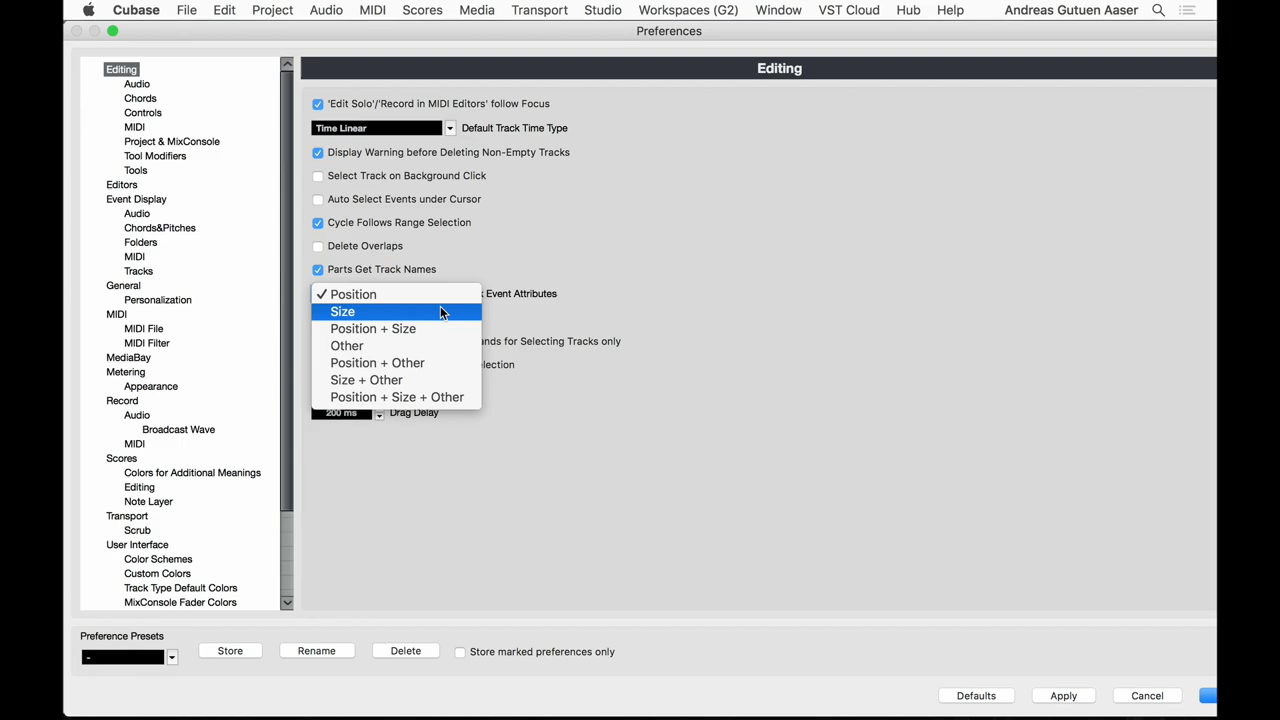 Cubase File Edit Project Audio MIDI Scores Media Transport Studio Workspaces (G2) Window VST Cloud Hub Help Andreas Gutuen Aaser
Preferences
Editing
Audio
Chords
Controls
MIDI
Project & MixConsole
Tool Modifiers
Tools
Editors
Event Display
Audio
Chords&Pitches
Folders
MIDI
Tracks
General
Personalization
MIDI
MIDI File
MIDI Filter
MediaBay
Metering
Appearance
Record
Audio
Broadcast Wave
MIDI
Scores
Colors for Additional Meanings
Editing
Note Layer
Transport
Scrub
User Interface
Color Schemes
Custom Colors
Track Type Default Colors
MixConsole Fader Colors
Editing
'Edit Solo'/'Record in MIDI Editors' follow Focus
Time Linear Default Track Time Type
Display Warning before Deleting Non-Empty Tracks
Select Track on Background Click
Auto Select Events under Cursor
Cycle Follows Range Selection
Delete Overlaps
Parts Get Track Names
✓ Position Event Attributes
Size
Position + Size
Other for Selecting Tracks only
Position + Other
Size + Other
Position + Size + Other
200 ms Drag Delay
Preference Presets
- Store Rename Delete Store marked preferences only
Defaults Apply Cancel